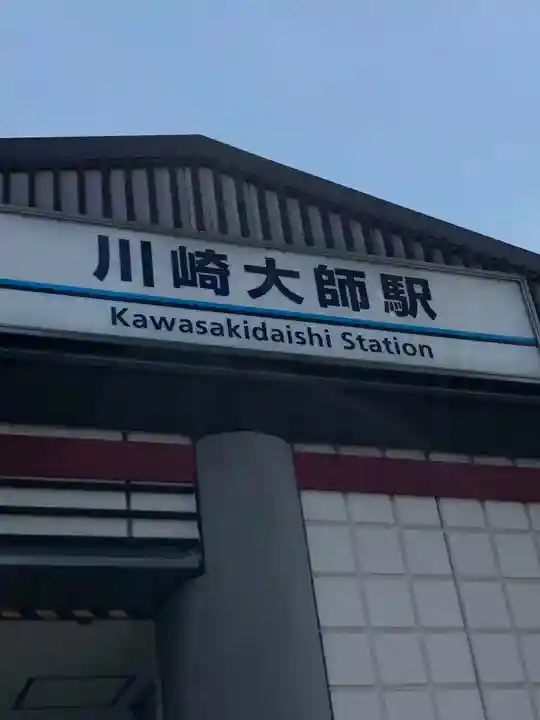 川崎大師駅
Kawasakidaishi Station